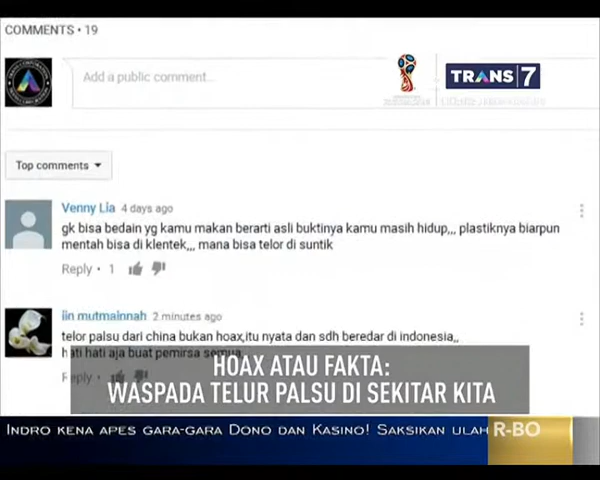 COMMENTS • 19
Add a public comment...
TRANS|7
Top comments
Venny Lia 4 days ago
gk bisa bedain yg kamu makan berarti asli buktinya kamu masih hidup,,, plastiknya biarpun
mentah bisa di klentek,,, mana bisa telor di suntik
Reply • 1
iin mutmainnah 2 minutes ago
telor palsu dari china bukan hoax,itu nyata dan sdh beredar di indonesia,,
hati hati aja buat pemirsa semua
Reply •
HOAX ATAU FAKTA:
WASPADA TELUR PALSU DI SEKITAR KITA
INDRO KENA APES GARA-GARA DONO DAN KASINO! SAKSIKAN ULAH
R-BO